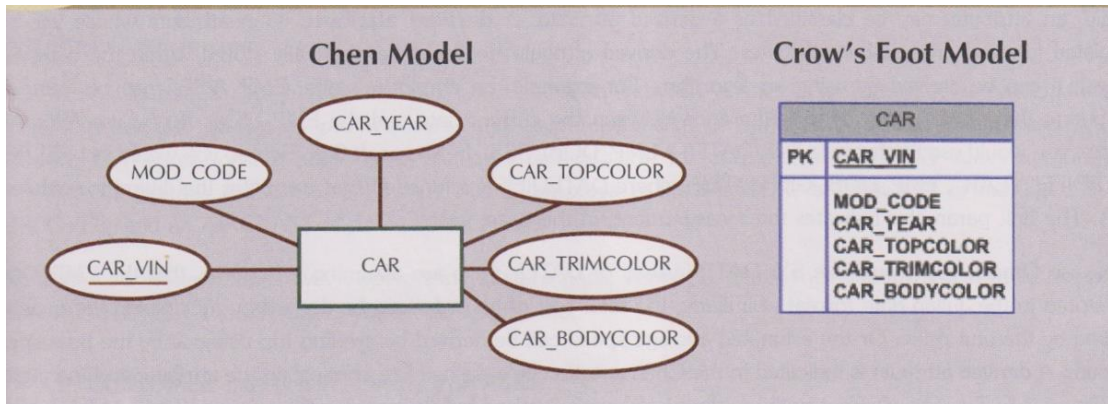 Chen Model
Crow's Foot Model
CAR_YEAR
MOD_CODE
CAR_TOPCOLOR
CAR_VIN
CAR
CAR_TRIMCOLOR
CAR_BODYCOLOR
CAR
PK CAR_VIN
MOD_CODE
CAR_YEAR
CAR_TOPCOLOR
CAR_TRIMCOLOR
CAR_BODYCOLOR